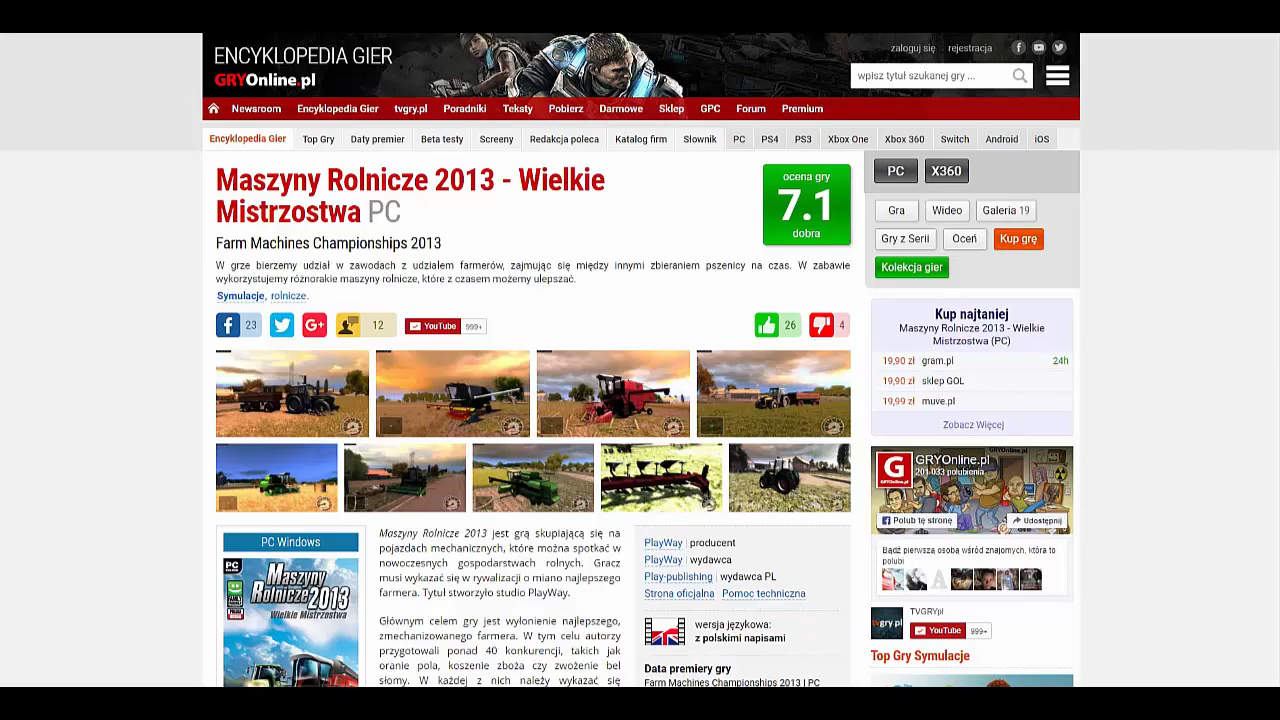 ENCYKLOPEDIA GIER
GRYOnline.pl
zaloguj się rejestracja
wpisz tytuł szukanej gry ...
Newsroom Encyklopedia Gier tvgry.pl Poradniki Teksty Pobierz Darmowe Sklep GPC Forum Premium
Encyklopedia Gier Top Gry Daty premier Beta testy Screeny Redakcja poleca Katalog firm Słownik PC PS4 PS3 Xbox One Xbox 360 Switch Android iOS
Maszyny Rolnicze 2013 - Wielkie
Mistrzostwa PC
Farm Machines Championships 2013
ocena gry
7.1
dobra
W grze bierzemy udział w zawodach z udziałem farmerów, zajmując się między innymi zbieraniem pszenicy na czas. W zabawie
wykorzystujemy różnorakie maszyny rolnicze, które z czasem możemy ulepszać.
Symulacje, rolnicze.
23
12
YouTube 999+
26
4
PC X360
Gra Wideo Galeria 19
Gry z Serii Oceń Kup grę
Kolekcja gier
Kup najtaniej
Maszyny Rolnicze 2013 - Wielkie
Mistrzostwa (PC)
19,90 zł gram.pl 24h
19,90 zł sklep GOL
19,99 zł muve.pl
Zobacz Więcej
GRYOnline.pl
201 033 polubienia
G
GRYOnline.pl
Polub tę stronę Udostępnij
Bądź pierwszą osobą wśród znajomych, która to
polubi
tvgry.pl
TVGRYpl
YouTube 999+
Top Gry Symulacje
PC Windows
PC
Maszyny
Rolnicze 2013
Wielkie Mistrzostwa
Maszyny Rolnicze 2013 jest grą skupiającą się na
pojazdach mechanicznych, które można spotkać w
nowoczesnych gospodarstwach rolnych. Gracz
musi wykazać się w rywalizacji o miano najlepszego
farmera. Tytuł stworzyło studio PlayWay.
Głównym celem gry jest wyłonienie najlepszego,
zmechanizowanego farmera. W tym celu autorzy
przygotowali ponad 40 konkurencji, takich jak
oranie pola, koszenie zboża czy zwożenie bel
słomy. W każdej z nich należy wykazać się
PlayWay | producent
PlayWay | wydawca
Play-publishing | wydawca PL
Strona oficjalna Pomoc techniczna
wersja językowa:
z polskimi napisami
Data premiery gry
Farm Machines Championships 2013 | PC